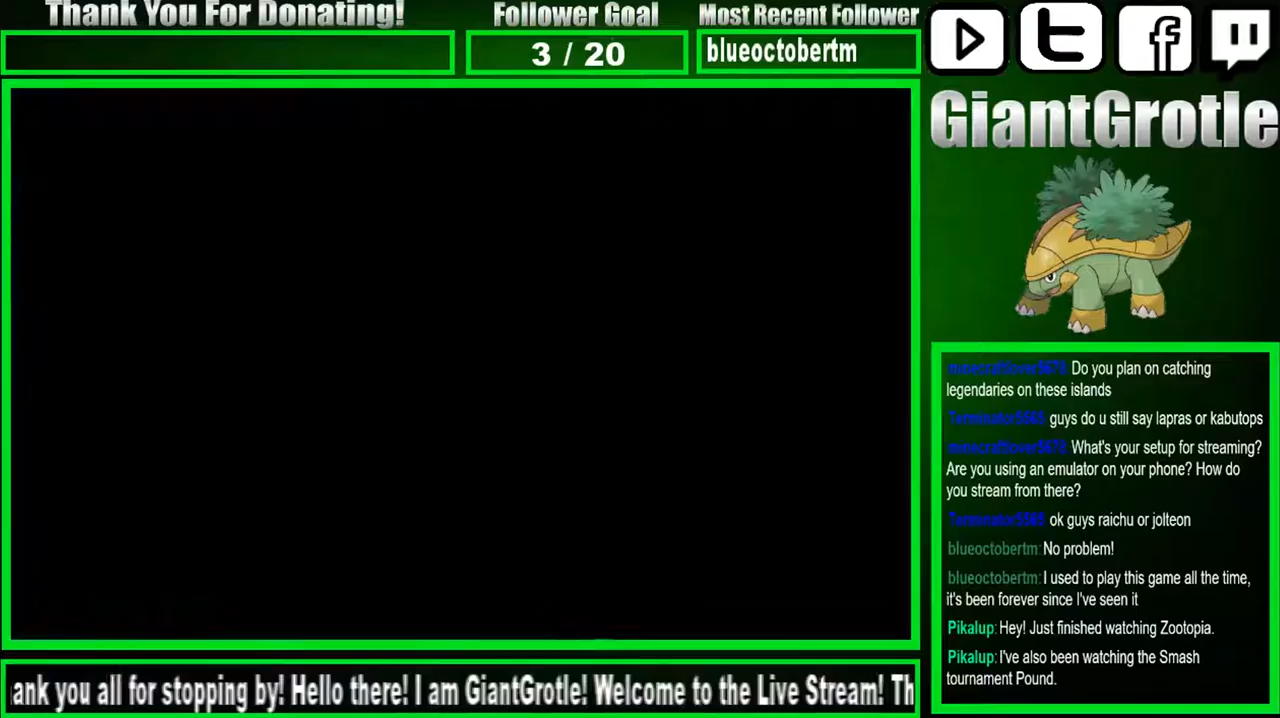 Thank You For Donating!
Follower Goal
Most Recent Follower
3 / 20
blueoctobertm
GiantGrotle
minecraftlover5678 Do you plan on catching
legendaries on these islands
Terminator5565 guys do u still say lapras or kabutops
minecraftlover5678 What's your setup for streaming?
Are you using an emulator on your phone? How do
you stream from there?
Terminator5565 ok guys raichu or jolteon
blueoctobertm: No problem!
blueoctobertm: I used to play this game all the time,
it's been forever since I've seen it
Pikalup: Hey! Just finished watching Zootopia.
Pikalup: I've also been watching the Smash
tournament Pound.
ank you all for stopping by! Hello there! I am GiantGrotle! Welcome to the Live Stream! Th